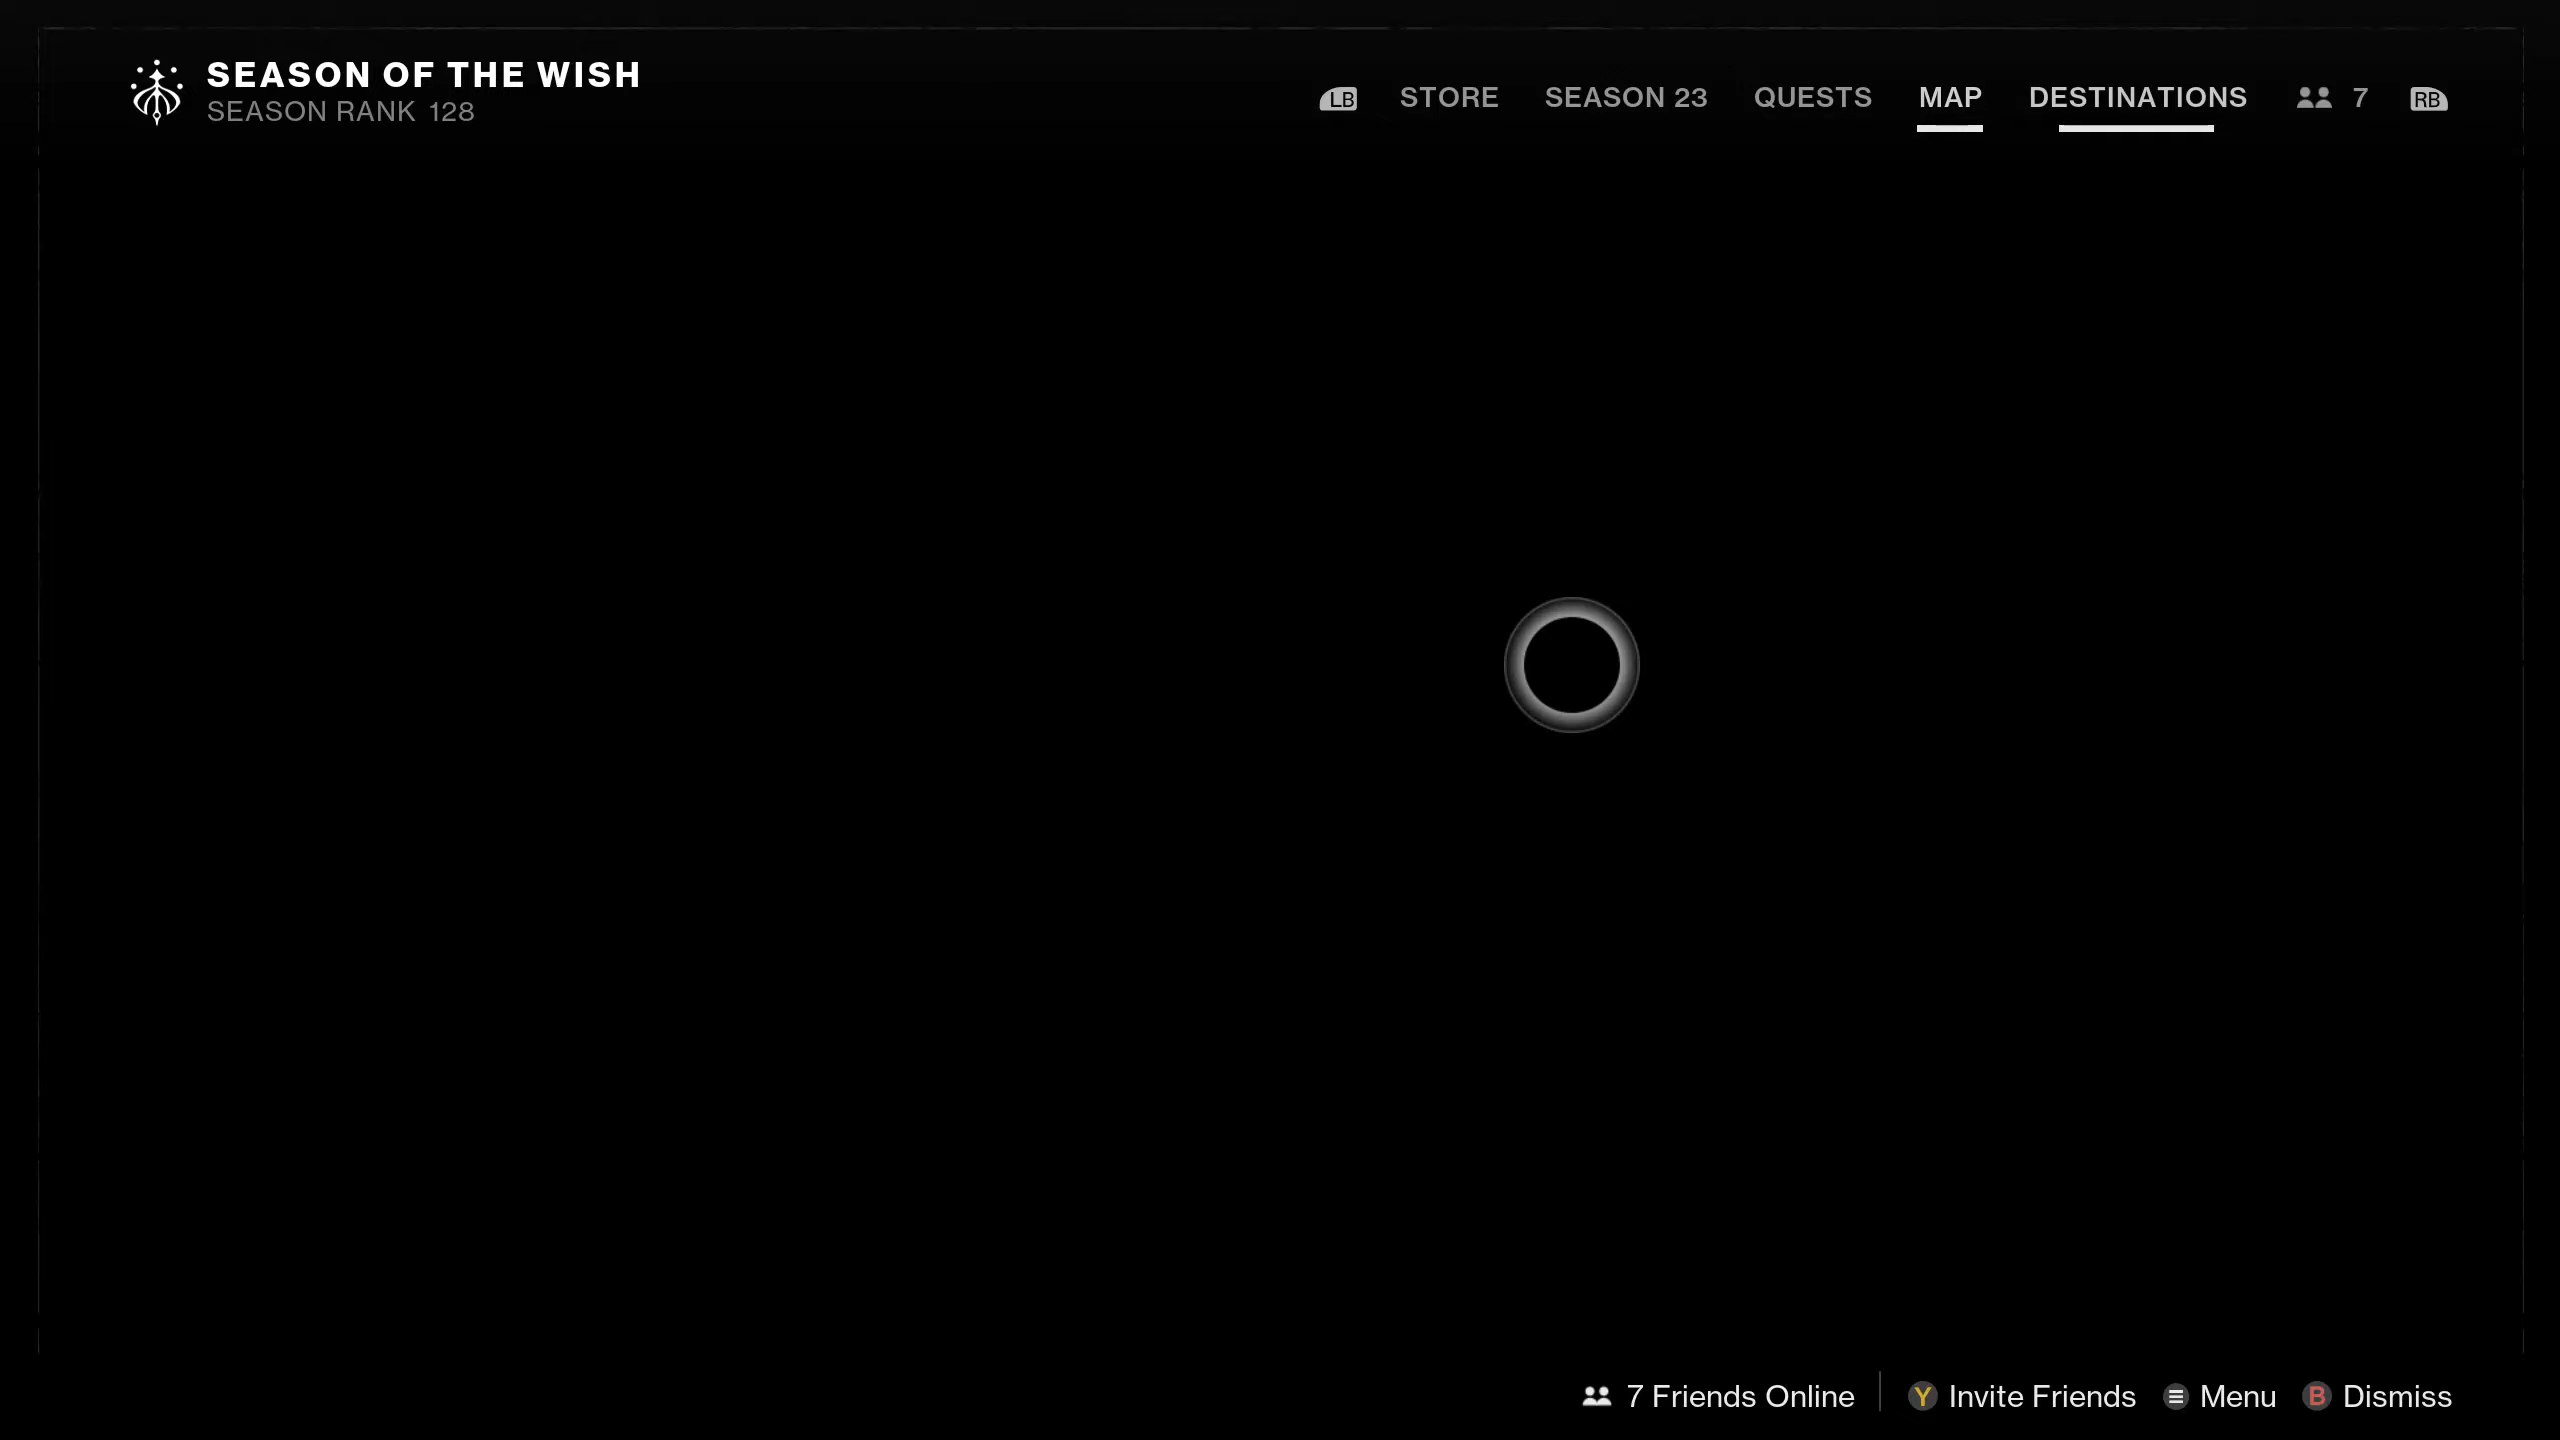 SEASON OF THE WISH
SEASON RANK 128
LB STORE SEASON 23 QUESTS MAP DESTINATIONS 7 RB
7 Friends Online Y Invite Friends Menu B Dismiss